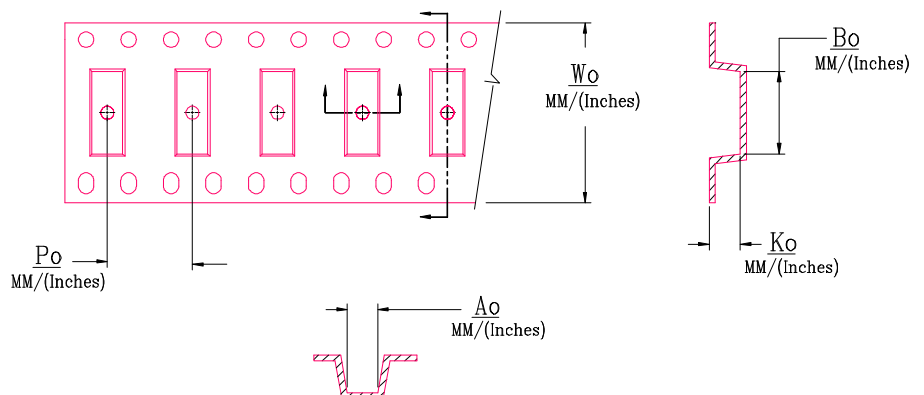 Wo
MM/(Inches)
Bo
MM/(Inches)
Po
MM/(Inches)
Ko
MM/(Inches)
Ao
MM/(Inches)